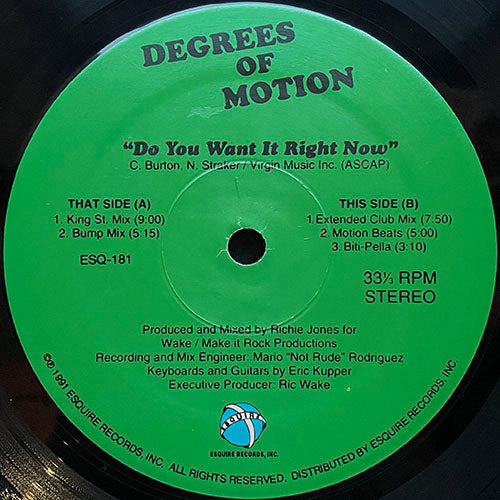 DEGREES
OF
MOTION
"Do You Want It Right Now"
C. Burton, N. Straker / Virgin Music Inc. (ASCAP)
THAT SIDE (A)
1. King St. Mix (9:00)
2. Bump Mix (5:15)
ESQ-181
THIS SIDE (B)
1. Extended Club Mix (7:50)
2. Motion Beats (5:00)
3. Biti-Pella (3:10)
33⅓ RPM
STEREO
Produced and Mixed by Richie Jones for
Wake / Make it Rock Productions
Recording and Mix Engineer: Mario "Not Rude" Rodriguez
Keyboards and Guitars by Eric Kupper
Executive Producer: Ric Wake
ESQUIRE
ESQUIRE RECORDS, INC.
©℗ 1991 ESQUIRE RECORDS, INC. ALL RIGHTS RESERVED. DISTRIBUTED BY ESQUIRE RECORDS, INC.